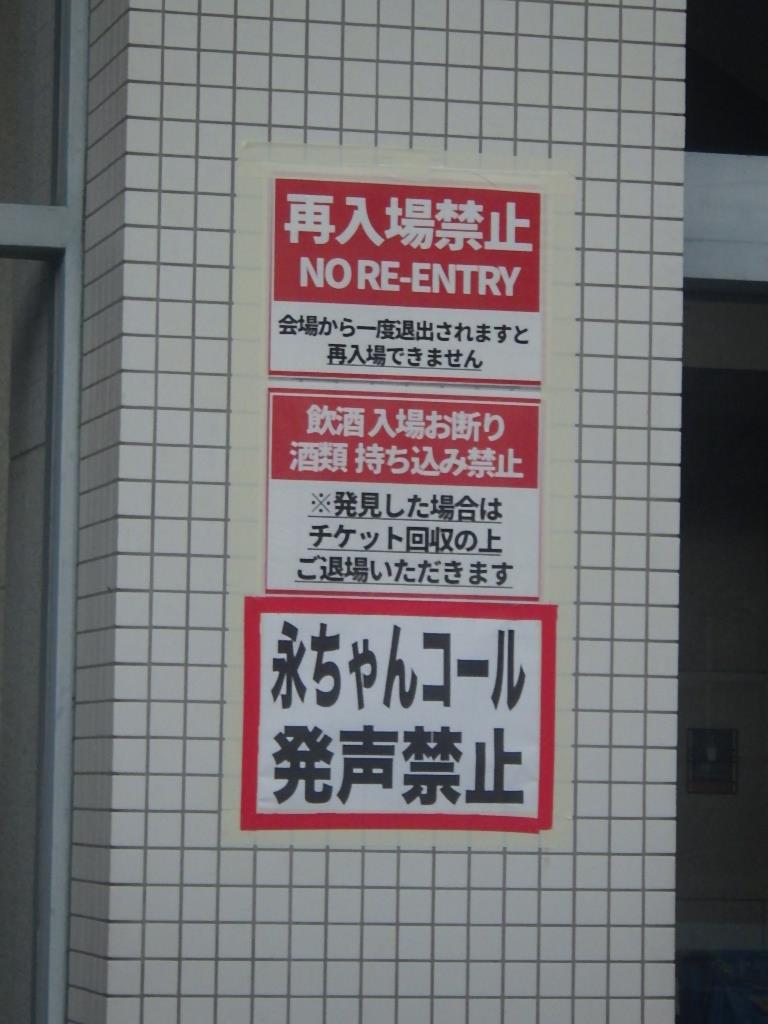 再入場禁止
NO RE-ENTRY
会場から一度退出されますと
再入場できません
飲酒 入場お断り
酒類 持ち込み禁止
※発見した場合は
チケット回収の上
ご退場いただきます
永ちゃんコール
発声禁止